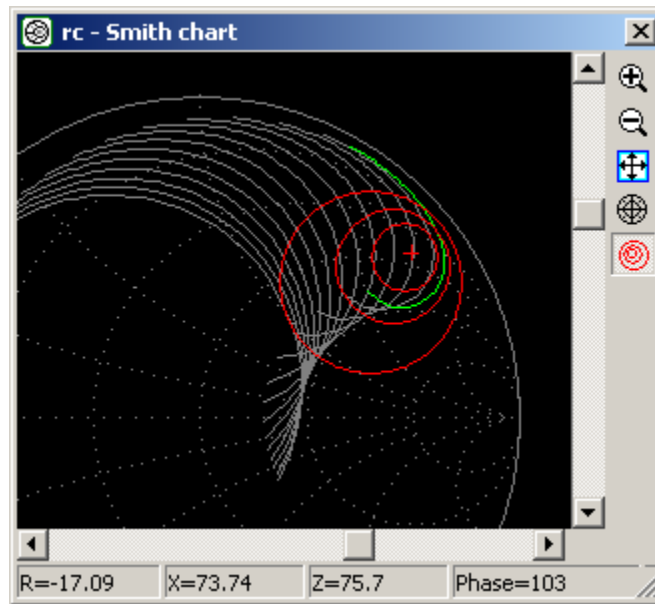 rc - Smith chart
R=-17.09 X=73.74 Z=75.7 Phase=103